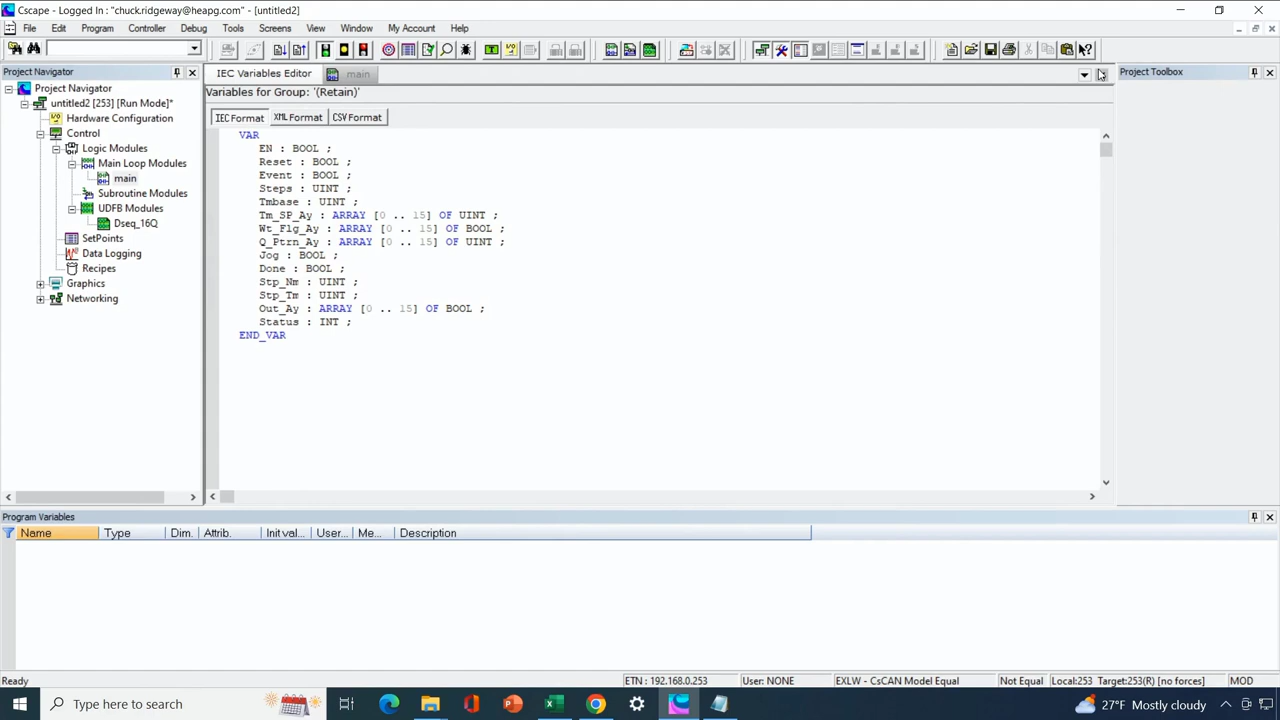 Cscape - Logged In : "chuck.ridgeway@heapg.com" - Screens) - [untitled2]
File Edit Program Controller Debug Tools Screens View Window My Account Help
Project Navigator
Project Navigator
untitled2 [253] [Run Mode]*
Hardware Configuration
Control
Logic Modules
Main Loop Modules
main
Subroutine Modules
UDFB Modules
Dseq_16Q
SetPoints
Data Logging
Recipes
Graphics
Networking
IEC Variables Editor
main
Variables for Group: '(Retain)'
IEC Format XML Format CSV Format
VAR
EN : BOOL ;
Reset : BOOL ;
Event : BOOL ;
Steps : UINT ;
Tmbase : UINT ;
Tm_SP_Ay : ARRAY [0 .. 15] OF UINT ;
Wt_Flg_Ay : ARRAY [0 .. 15] OF BOOL ;
Q_Ptrn_Ay : ARRAY [0 .. 15] OF UINT ;
Jog : BOOL ;
Done : BOOL ;
Stp_Nm : UINT ;
Stp_Tm : UINT ;
Out_Ay : ARRAY [0 .. 15] OF BOOL ;
Status : INT ;
END_VAR
Project Toolbox
Program Variables
Name Type Dim. Attrib. Init val... User... Me... Description
Ready
ETN : 192.168.0.253 User: NONE EXLW - CsCAN Model Equal Not Equal Local:253 Target:253(R) [no forces] MOD
Type here to search
27°F Mostly cloudy